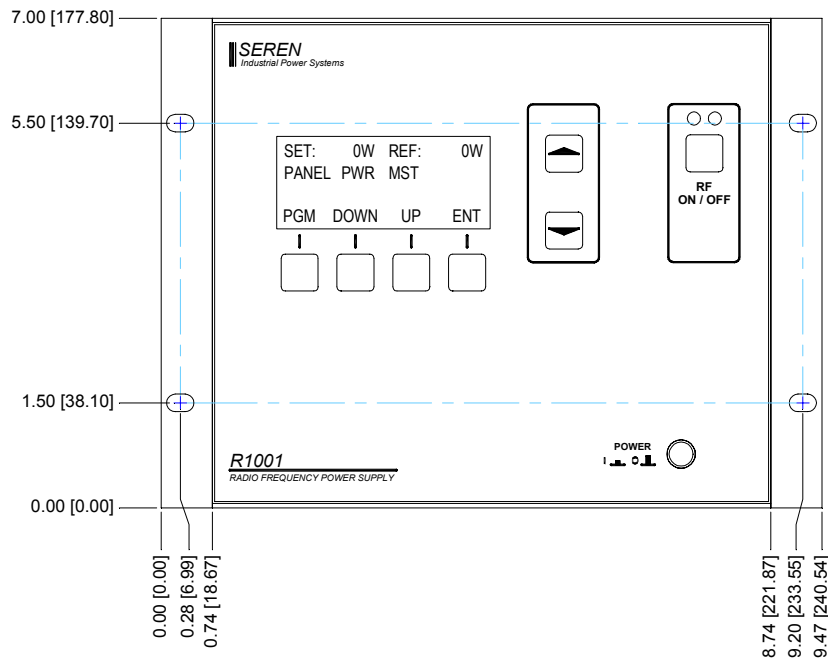 7.00 [177.80]
SEREN
Industrial Power Systems
5.50 [139.70]
SET: 0W REF: 0W
PANEL PWR MST
PGM DOWN UP ENT
RF
ON / OFF
1.50 [38.10]
R1001
RADIO FREQUENCY POWER SUPPLY
POWER
I O
0.00 [0.00]
0.00 [0.00]
0.28 [6.99]
0.74 [18.67]
8.74 [221.87]
9.20 [233.55]
9.47 [240.54]